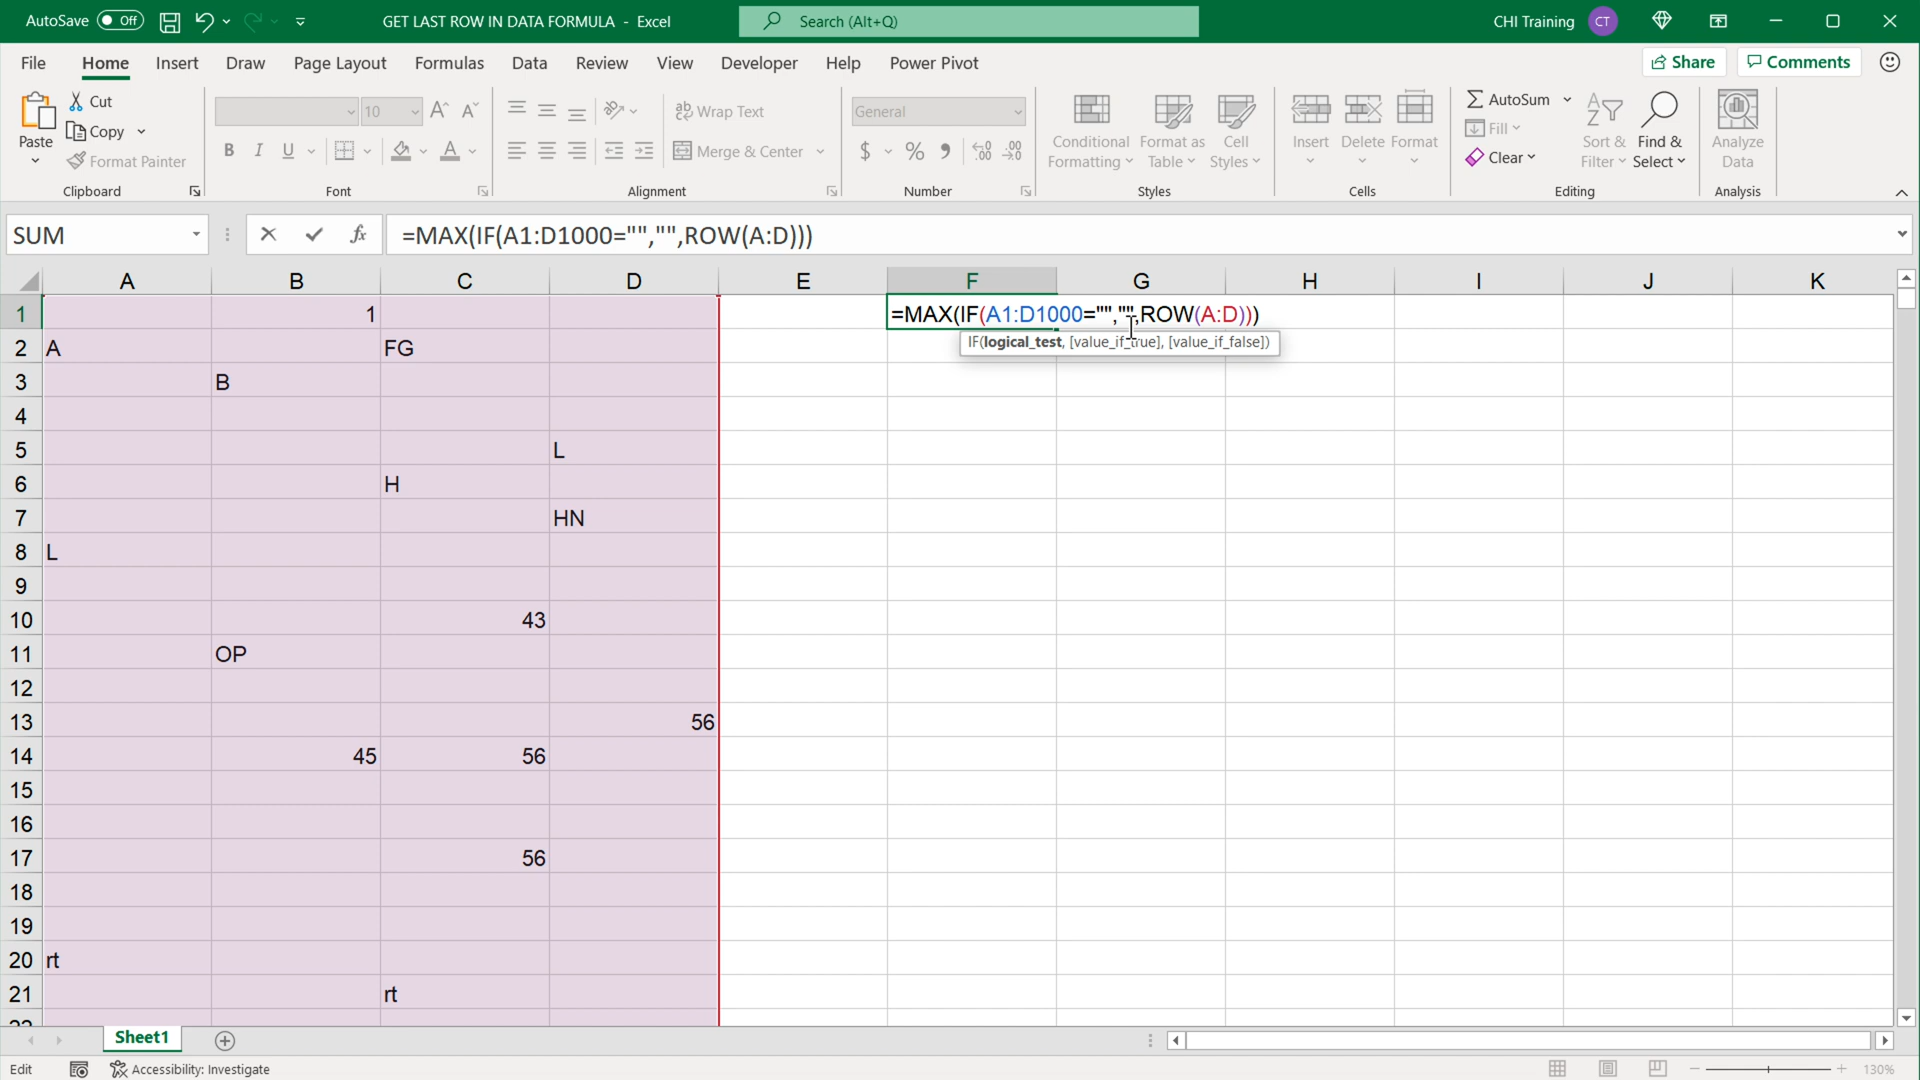 AutoSave Off GET LAST ROW IN DATA FORMULA - Excel Search (Alt+Q) CHI Training CT
File Home Insert Draw Page Layout Formulas Data Review View Developer Help Power Pivot Share Comments
Paste
Cut
Copy
Format Painter
Clipboard
10
B I U
Font
Wrap Text
Merge & Center
Alignment
General
$ % 9
Number
Conditional
Formatting
Format as
Table
Cell
Styles
Styles
Insert Delete Format
Cells
AutoSum
Fill
Clear
Sort &
Filter
Find &
Select
Editing
Analyze
Data
Analysis
SUM fx =MAX(IF(A1:D1000="","",ROW(A:D)))
A B C D E F G H I J K
1 1 =MAX(IF(A1:D1000="","",ROW(A:D)))
2 A FG IF(logical_test, [value_if_true], [value_if_false])
3 B
4
5 L
6 H
7 HN
8 L
9
10 43
11 OP
12
13 56
14 45 56
15
16
17 56
18
19
20 rt
21 rt
22
Sheet1
Edit Accessibility: Investigate 130%